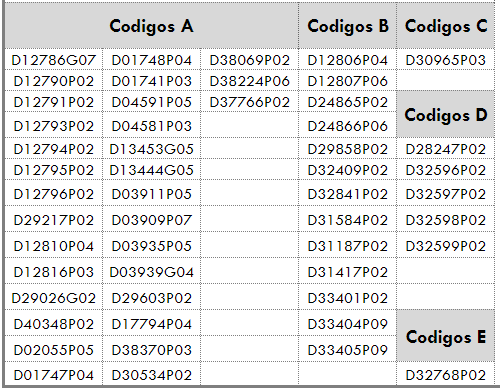 Codigos A Codigos B Codigos C
D12786G07 D01748P04 D38069P02 D12806P04 D30965P03
D12790P02 D01741P03 D38224P06 D12807P06
D12791P02 D04591P05 D37766P02 D24865P02
Codigos D
D12793P02 D04581P03 D24866P06
D12794P02 D13453G05 D29858P02 D28247P02
D12795P02 D13444G05 D32409P02 D32596P02
D12796P02 D03911P05 D32841P02 D32597P02
D29217P02 D03909P07 D31584P02 D32598P02
D12810P04 D03935P05 D31187P02 D32599P02
D12816P03 D03939G04 D31417P02
D29026G02 D29603P02 D33401P02
D40348P02 D17794P04 D33404P09
Codigos E
D02055P05 D38370P03 D33405P09
D01747P04 D30534P02 D32768P02